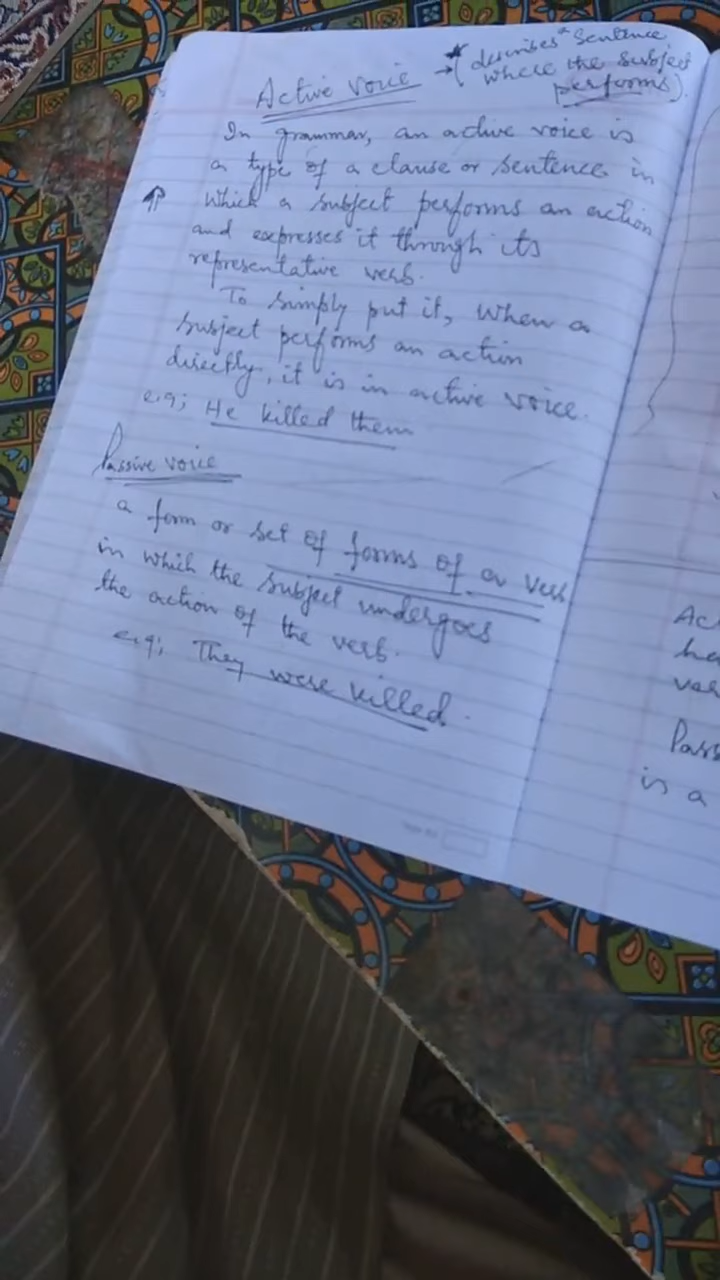 Active voice → ( describes a sentence
where the subject
performs).
In grammar, an active voice is
a type of a clause or sentence in
which a subject performs an action
and expresses it through its
representative verb.
To simply put it, when a
subject performs an action
directly, it is in active voice.
e.g; He killed them
Passive voice
a form or set of forms of a verb
in which the subject undergoes
the action of the verb.
e.g; They were killed.
Ac
he
Pass
is a